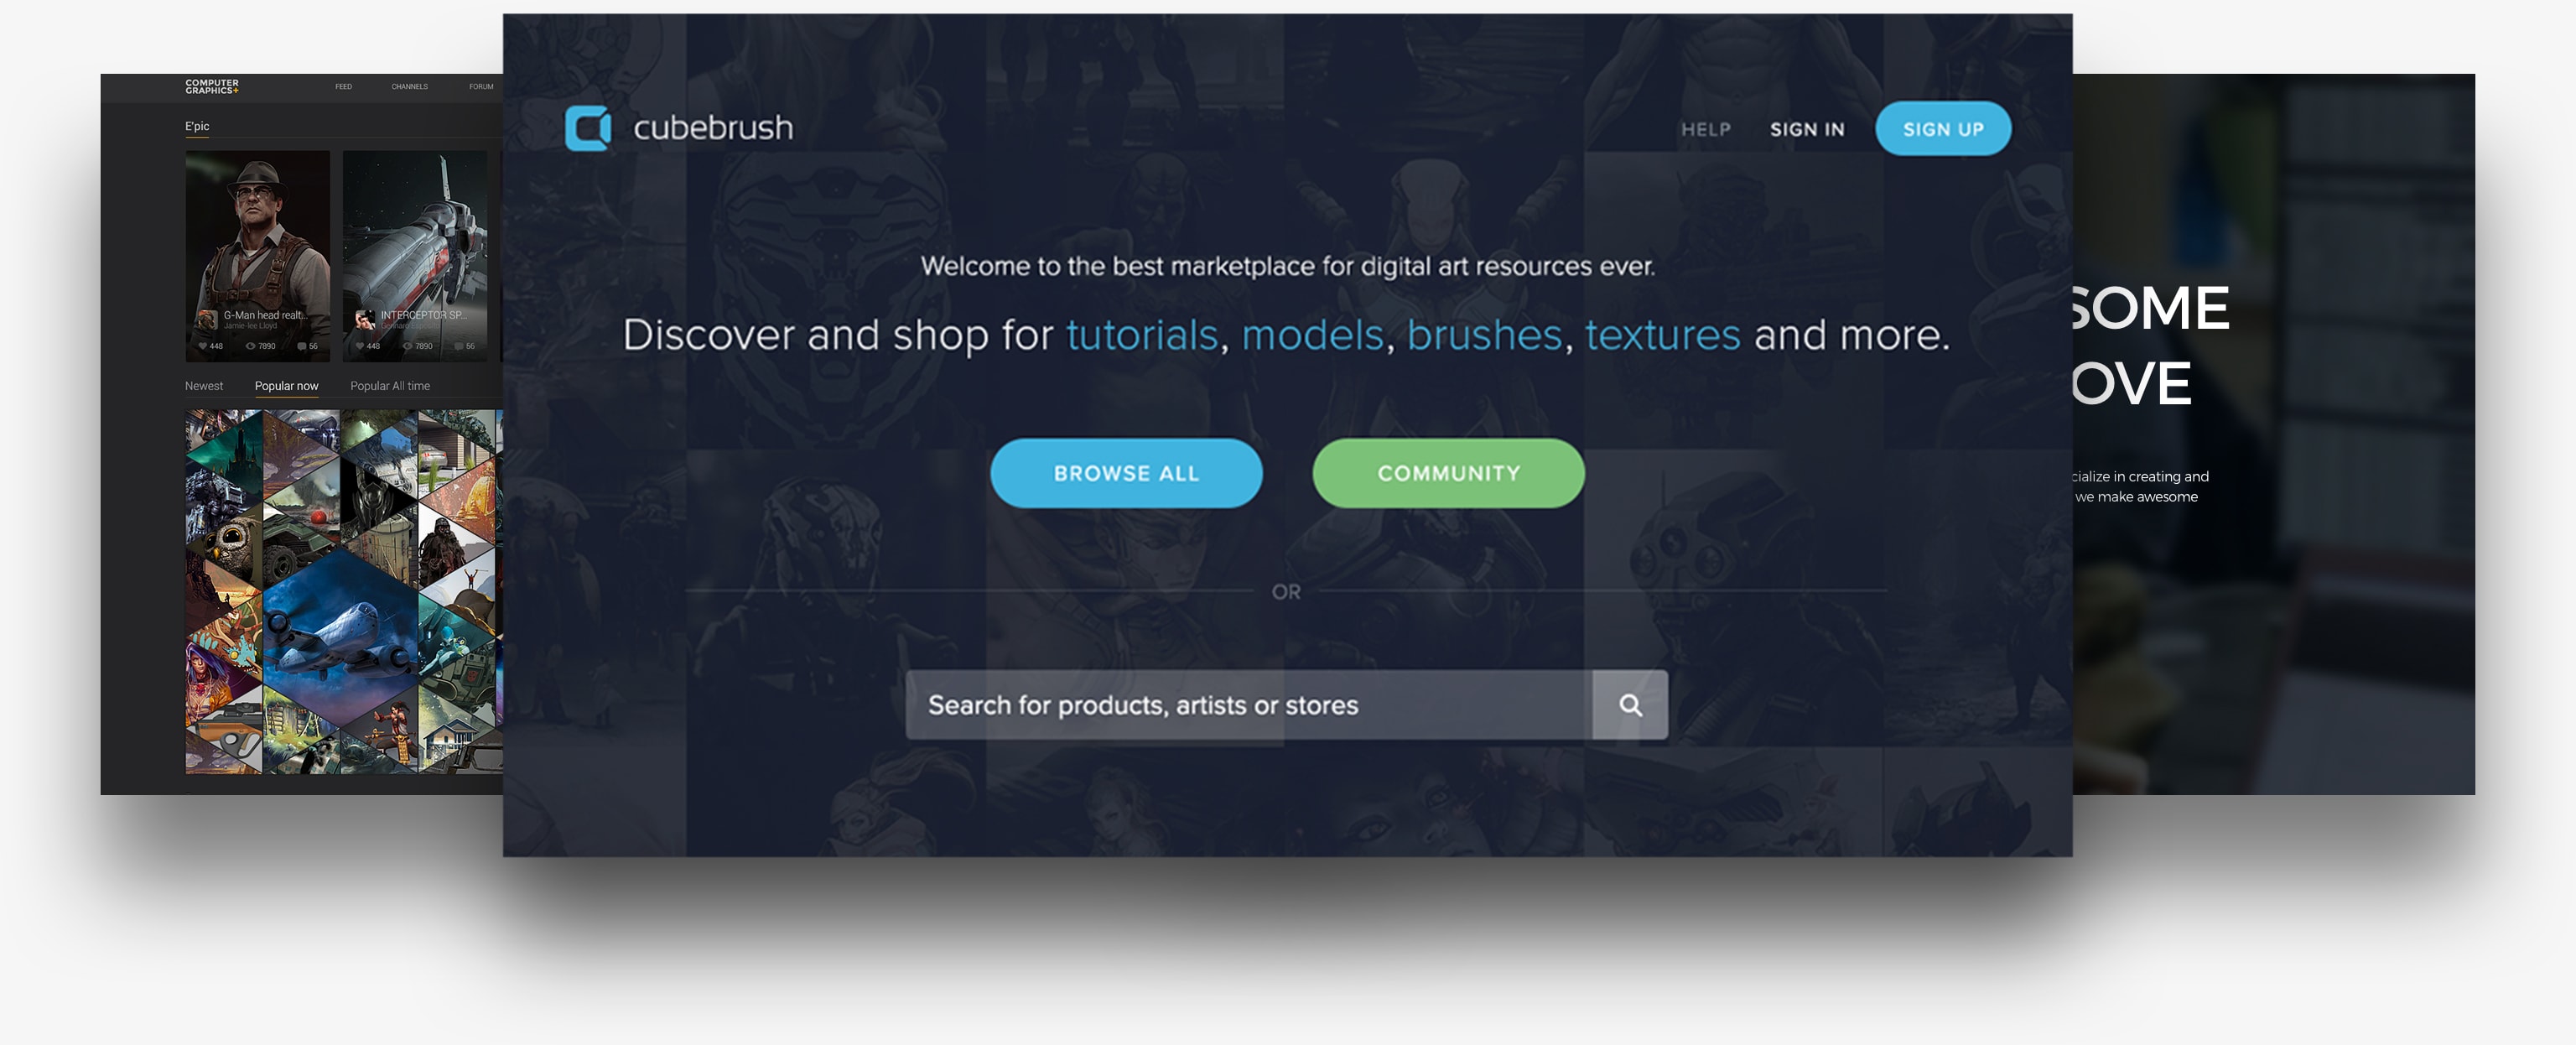 COMPUTER
GRAPHICS+
FEED
CHANNELS
FORUM
E'pic
G-Man head realt...
Jamie-lee Lloyd
448
7890
56
INTERCEPTOR SP...
448
7890
56
Newest
Popular now
Popular All time
cubebrush
HELP
SIGN IN
SIGN UP
Welcome to the best marketplace for digital art resources ever.
Discover and shop for tutorials, models, brushes, textures and more.
BROWSE ALL
COMMUNITY
OR
Search for products, artists or stores
SOME
OVE
cialize in creating and
we make awesome